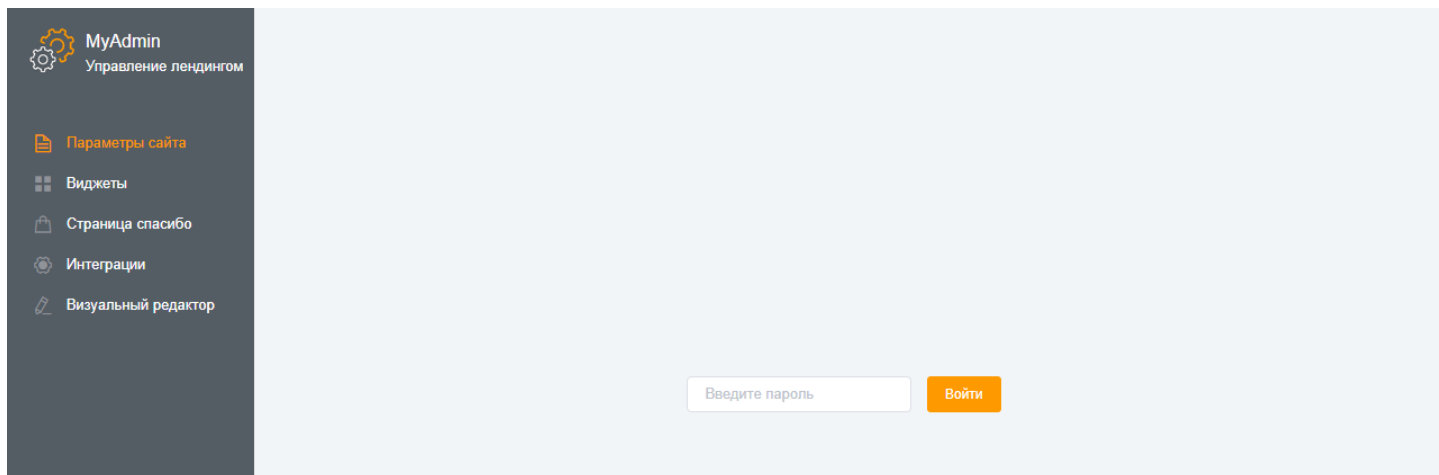 MyAdmin
Управление лендингом
Параметры сайта
Виджеты
Страница спасибо
Интеграции
Визуальный редактор
Введите пароль
Войти